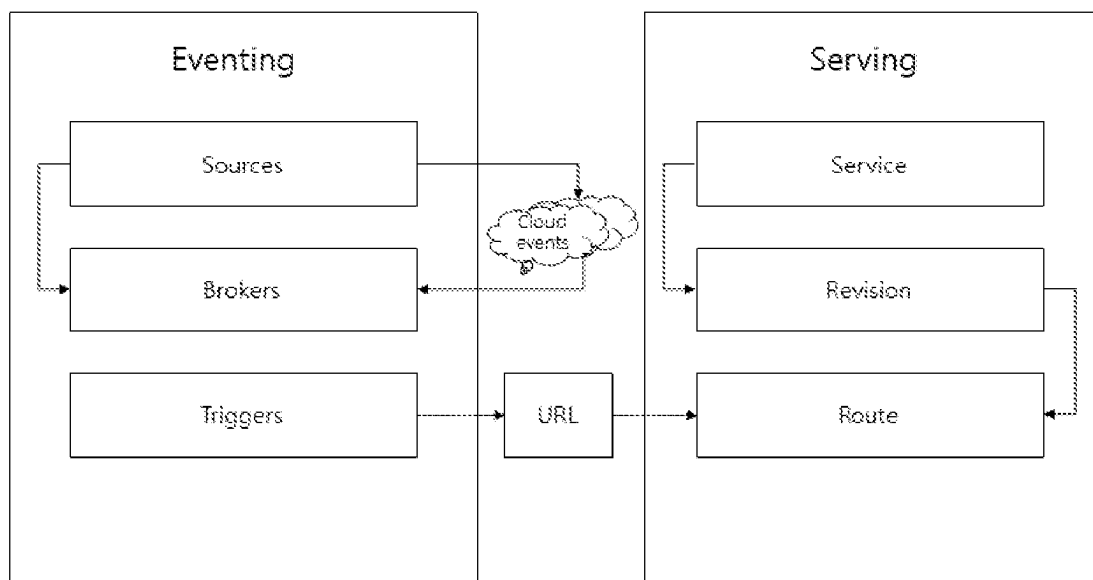 Eventing
Serving
Sources
Service
Cloud
events
Brokers
Revision
Triggers
URL
Route